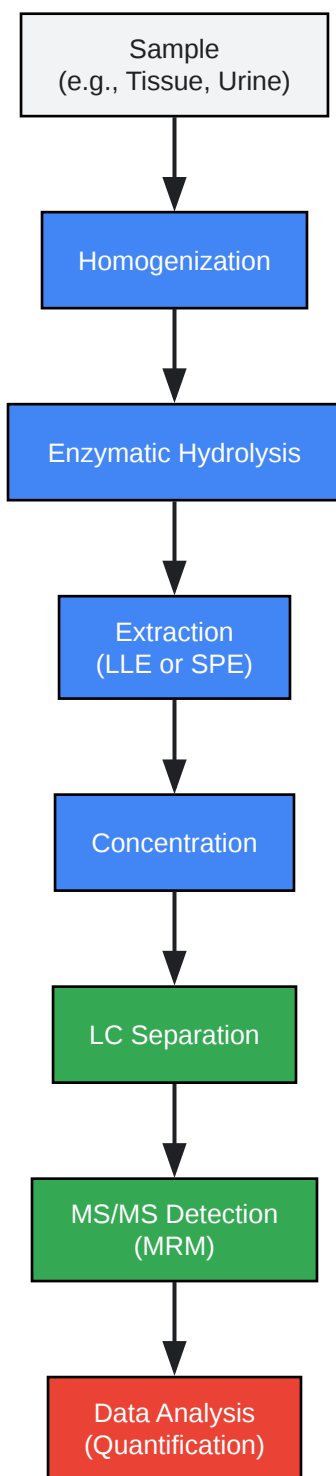 Sample
(e.g., Tissue, Urine)
Homogenization
Enzymatic Hydrolysis
Extraction
(LLE or SPE)
Concentration
LC Separation
MS/MS Detection
(MRM)
Data Analysis
(Quantification)